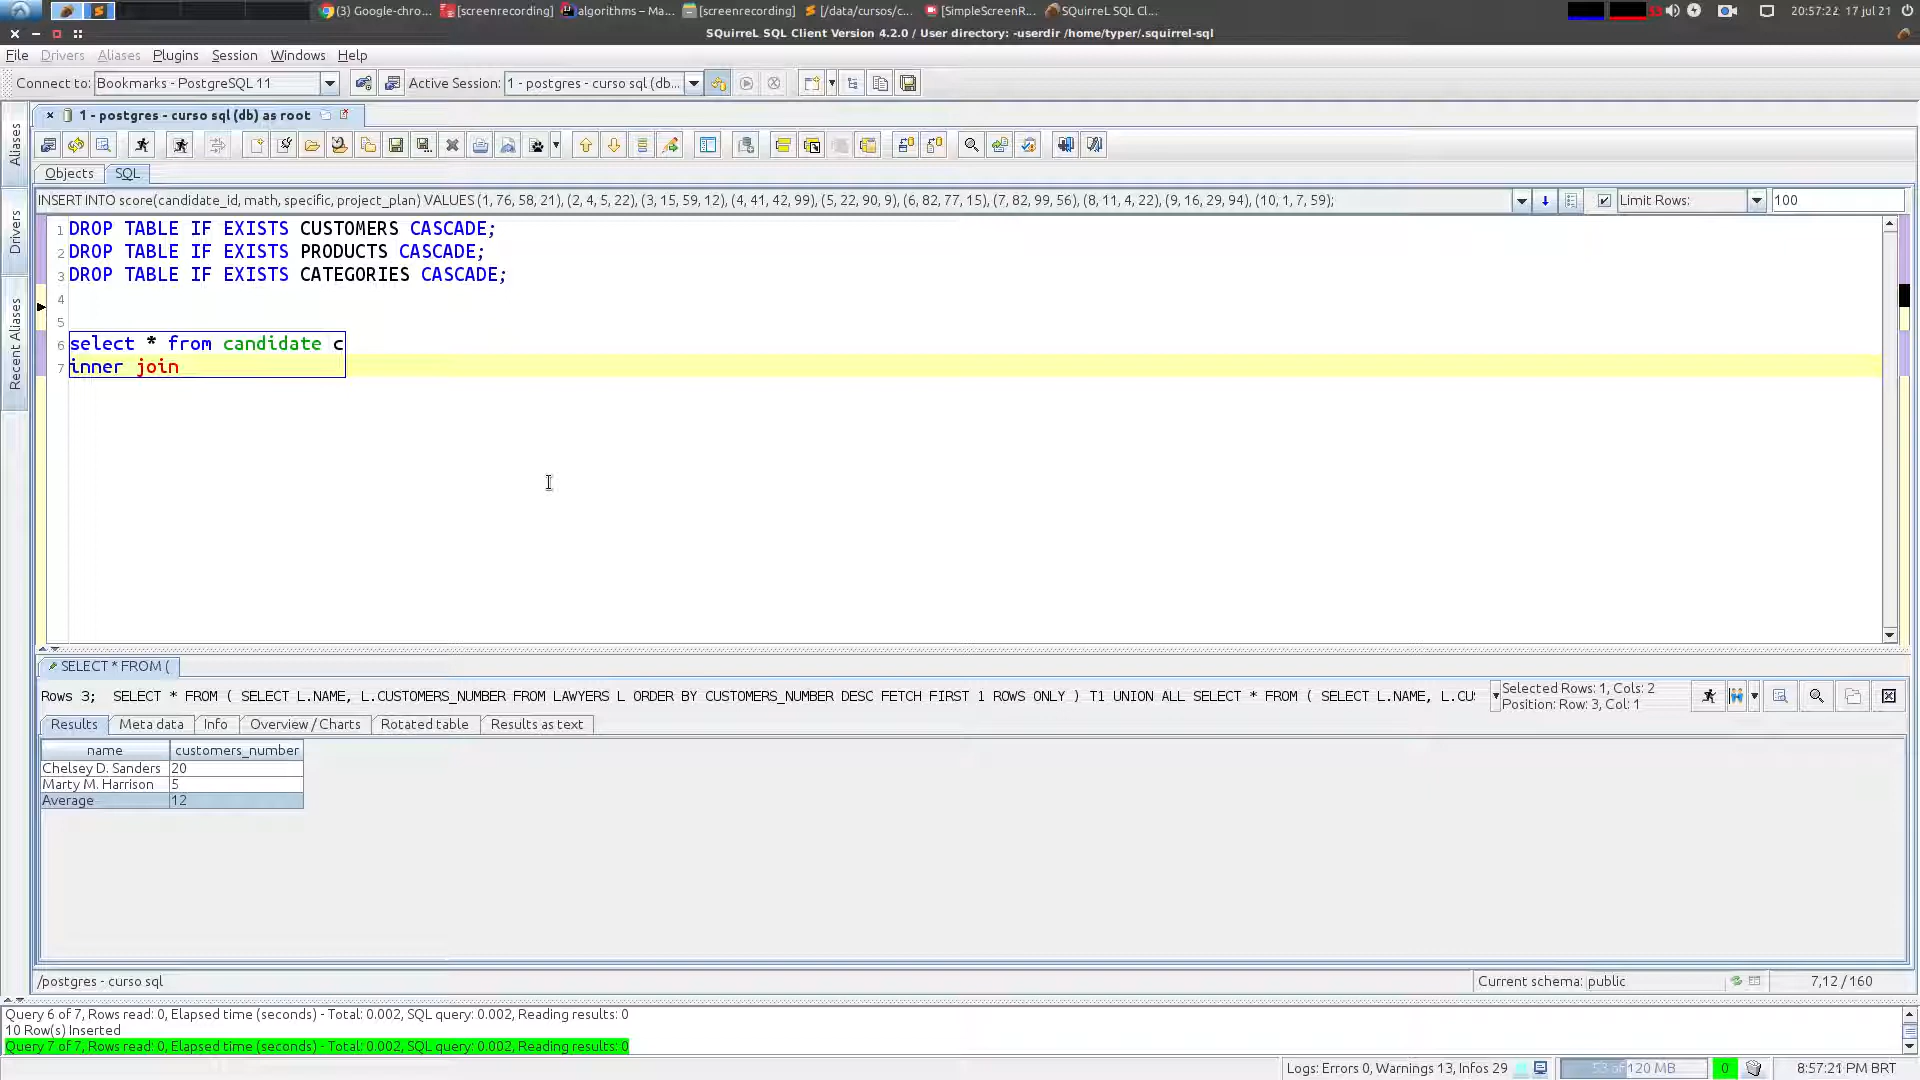 (3) Google-chro...
[screenrecording]
algorithms – Ma...
[screenrecording]
[/data/cursos/c...
[SimpleScreenR...
SQuirreL SQL Cl...
20:57:22 17 jul 21
SQuirreL SQL Client Version 4.2.0 / User directory: -userdir /home/typer/.squirrel-sql
File Drivers Aliases Plugins Session Windows Help
Connect to: Bookmarks - PostgreSQL 11 Active Session: 1 - postgres - curso sql (db...
1 - postgres - curso sql (db) as root
Aliases
Drivers
Recent Aliases
Objects SQL
INSERT INTO score(candidate_id, math, specific, project_plan) VALUES (1, 76, 58, 21), (2, 4, 5, 22), (3, 15, 59, 12), (4, 41, 42, 99), (5, 22, 90, 9), (6, 82, 77, 15), (7, 82, 99, 56), (8, 11, 4, 22), (9, 16, 29, 94), (10, 1, 7, 59);
Limit Rows: 100
1 DROP TABLE IF EXISTS CUSTOMERS CASCADE;
2 DROP TABLE IF EXISTS PRODUCTS CASCADE;
3 DROP TABLE IF EXISTS CATEGORIES CASCADE;
4
5
6 select * from candidate c
7 inner join
SELECT * FROM (
Rows 3; SELECT * FROM ( SELECT L.NAME, L.CUSTOMERS_NUMBER FROM LAWYERS L ORDER BY CUSTOMERS_NUMBER DESC FETCH FIRST 1 ROWS ONLY ) T1 UNION ALL SELECT * FROM ( SELECT L.NAME, L.CU
Selected Rows: 1, Cols: 2
Position: Row: 3, Col: 1
Results Meta data Info Overview / Charts Rotated table Results as text
name customers_number
Chelsey D. Sanders 20
Marty M. Harrison 5
Average 12
/postgres - curso sql
Current schema: public
7,12 / 160
Query 6 of 7, Rows read: 0, Elapsed time (seconds) - Total: 0.002, SQL query: 0.002, Reading results: 0
10 Row(s) Inserted
Query 7 of 7, Rows read: 0, Elapsed time (seconds) - Total: 0.002, SQL query: 0.002, Reading results: 0
Logs: Errors 0, Warnings 13, Infos 29
53 of 120 MB
0
8:57:21 PM BRT